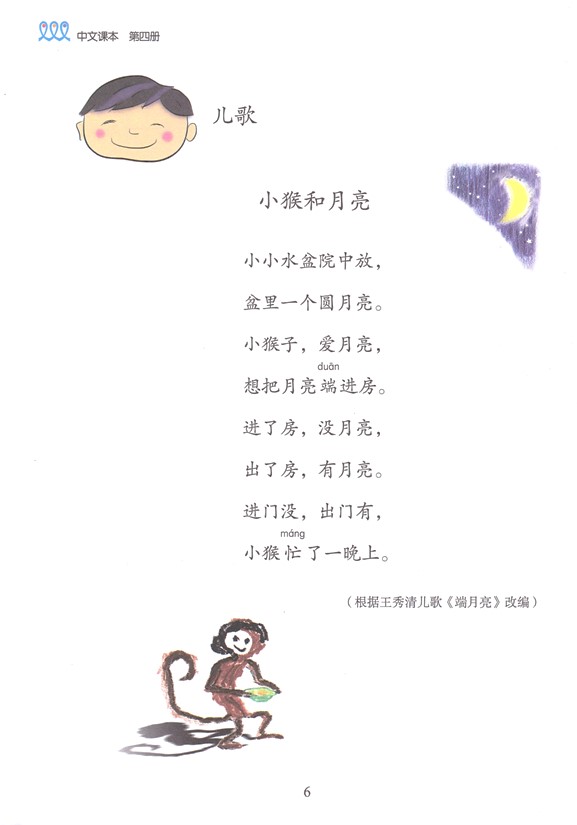 中文课本 第四册
儿歌
小猴和月亮
小小水盆院中放，
盆里一个圆月亮。
小猴子，爱月亮，
duān
想把月亮端进房。
进了房，没月亮，
出了房，有月亮。
进门没，出门有，
máng
小猴忙了一晚上。
（根据王秀清儿歌《端月亮》改编）
6